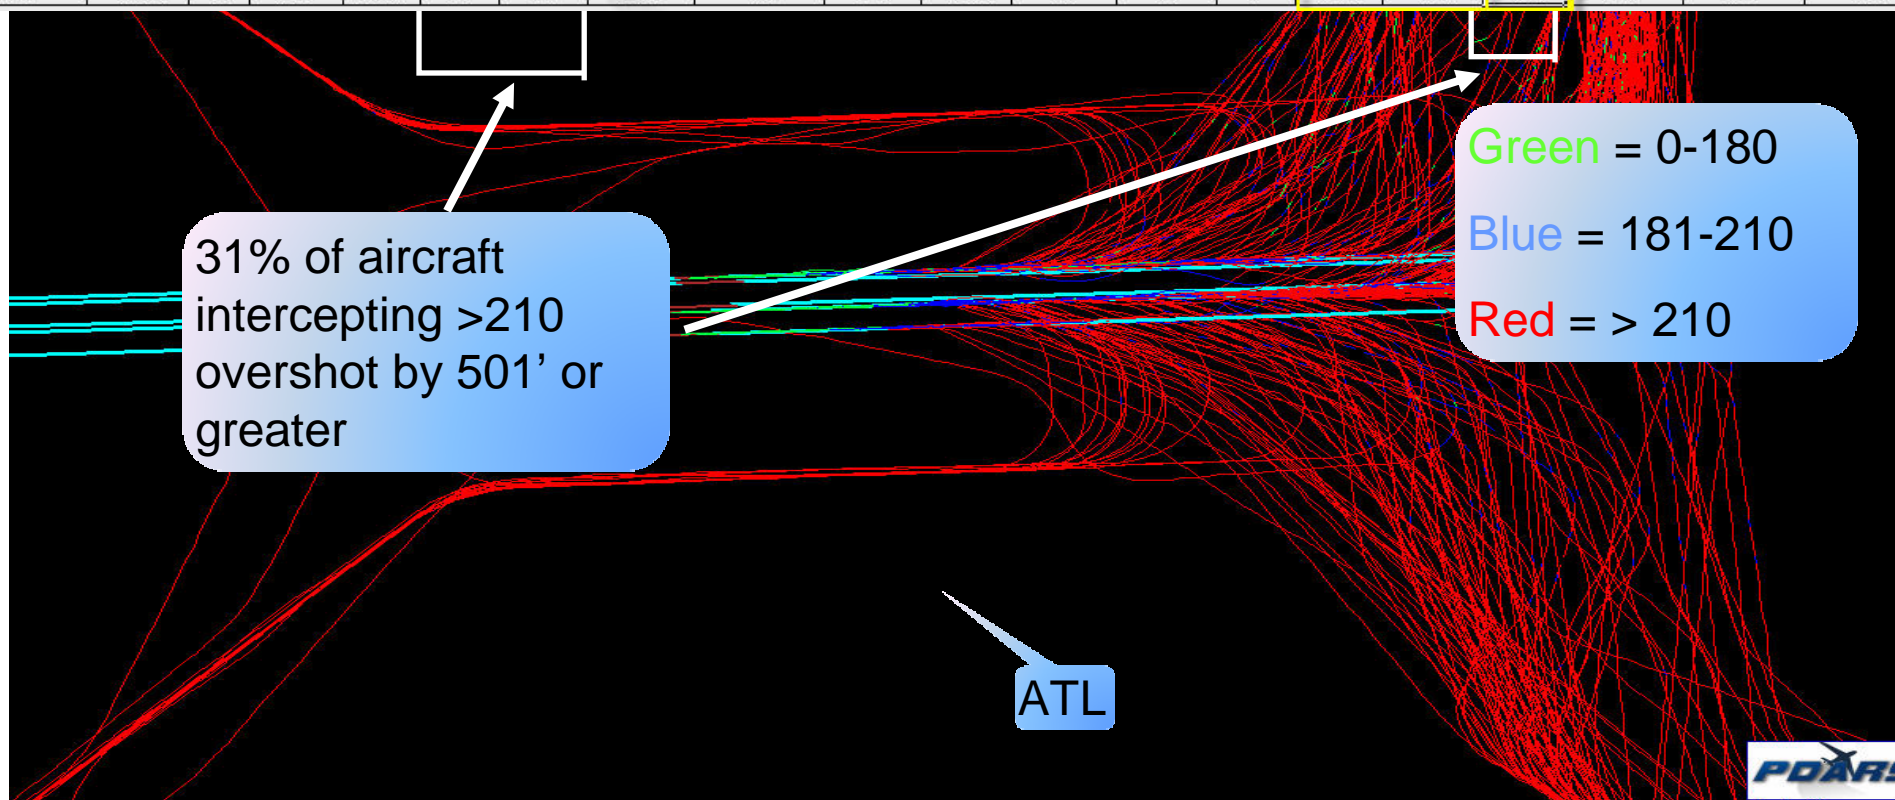 Green = 0-180
Blue = 181-210
Red = > 210
31% of aircraft
intercepting >210
overshot by 501’ or
greater
ATL
PDARS